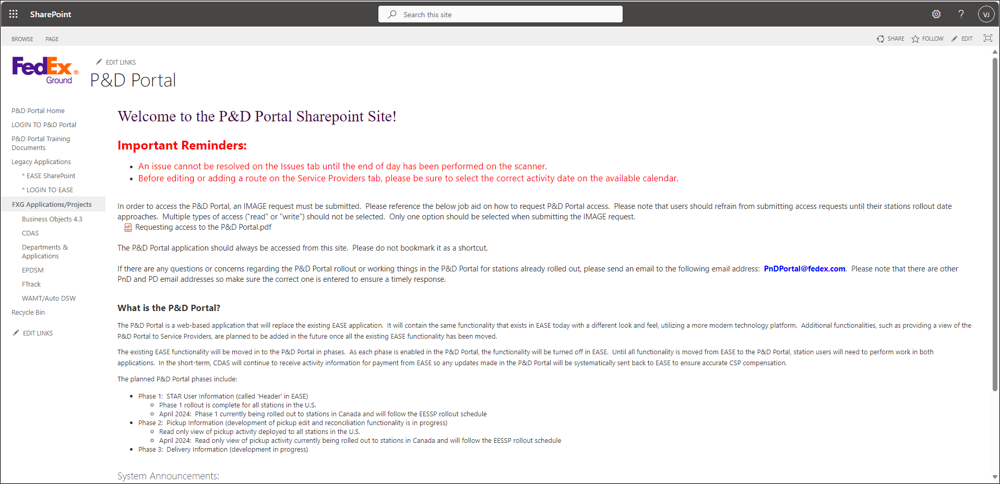 SharePoint
Search this site
VJ
BROWSE PAGE
SHARE FOLLOW EDIT
FedEx®
Ground
EDIT LINKS
P&D Portal
P&D Portal Home
LOGIN TO P&D Portal
P&D Portal Training
Documents
Legacy Applications
* EASE SharePoint
* LOGIN TO EASE
FXG Applications/Projects
Business Objects 4.3
CDAS
Departments &
Applications
EPDSM
FTrack
WAMT/Auto DSW
Recycle Bin
EDIT LINKS
Welcome to the P&D Portal Sharepoint Site!
Important Reminders:
• An issue cannot be resolved on the Issues tab until the end of day has been performed on the scanner.
• Before editing or adding a route on the Service Providers tab, please be sure to select the correct activity date on the available calendar.
In order to access the P&D Portal, an IMAGE request must be submitted. Please reference the below job aid on how to request P&D Portal access. Please note that users should refrain from submitting access requests until their stations rollout date
approaches. Multiple types of access ("read" or "write") should not be selected. Only one option should be selected when submitting the IMAGE request.
Requesting access to the P&D Portal.pdf
The P&D Portal application should always be accessed from this site. Please do not bookmark it as a shortcut.
If there are any questions or concerns regarding the P&D Portal rollout or working things in the P&D Portal for stations already rolled out, please send an email to the following email address: PnDPortal@fedex.com. Please note that there are other
PnD and PD email addresses so make sure the correct one is entered to ensure a timely response.
What is the P&D Portal?
The P&D Portal is a web-based application that will replace the existing EASE application. It will contain the same functionality that exists in EASE today with a different look and feel, utilizing a more modern technology platform. Additional functionalities, such as providing a view of the
P&D Portal to Service Providers, are planned to be added in the future once all the existing EASE functionality has been moved.
The existing EASE functionality will be moved in to the P&D Portal in phases. As each phase is enabled in the P&D Portal, the functionality will be turned off in EASE. Until all functionality is moved from EASE to the P&D Portal, station users will need to perform work in both
applications. In the short-term, CDAS will continue to receive activity information for payment from EASE so any updates made in the P&D Portal will be systematically sent back to EASE to ensure accurate CSP compensation.
The planned P&D Portal phases include:
• Phase 1: STAR User Information (called 'Header' in EASE)
○ Phase 1 rollout is complete for all stations in the U.S.
○ April 2024: Phase 1 currently being rolled out to stations in Canada and will follow the EESSP rollout schedule
• Phase 2: Pickup Information (development of pickup edit and reconciliation functionality is in progress)
○ Read only view of pickup activity deployed to all stations in the U.S.
○ April 2024: Read only view of pickup activity currently being rolled out to stations in Canada and will follow the EESSP rollout schedule
• Phase 3: Delivery Information (development in progress)
System Announcements: